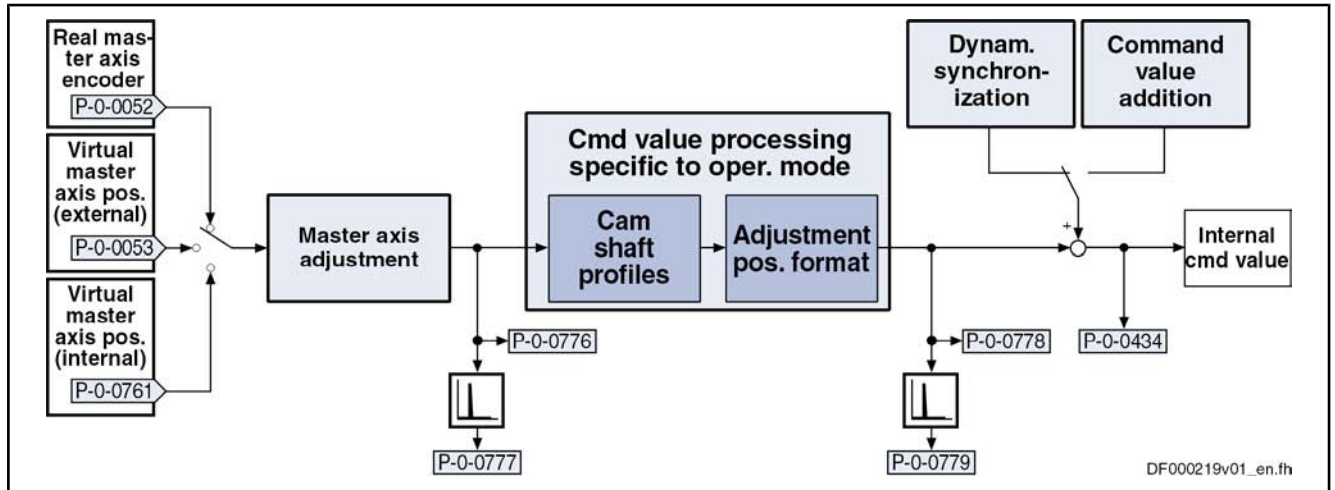 Real mas-
ter axis
encoder
P-0-0052
Virtual
master
axis pos.
(external)
P-0-0053
Virtual
master
axis pos.
(internal)
P-0-0761
Master axis
adjustment
Cmd value processing
specific to oper. mode
Cam
shaft
profiles
Adjustment
pos. format
Dynam.
synchron-
ization
Command
value
addition
+
Internal
cmd value
P-0-0776
P-0-0777
P-0-0778
P-0-0779
P-0-0434
DF000219v01_en.fh